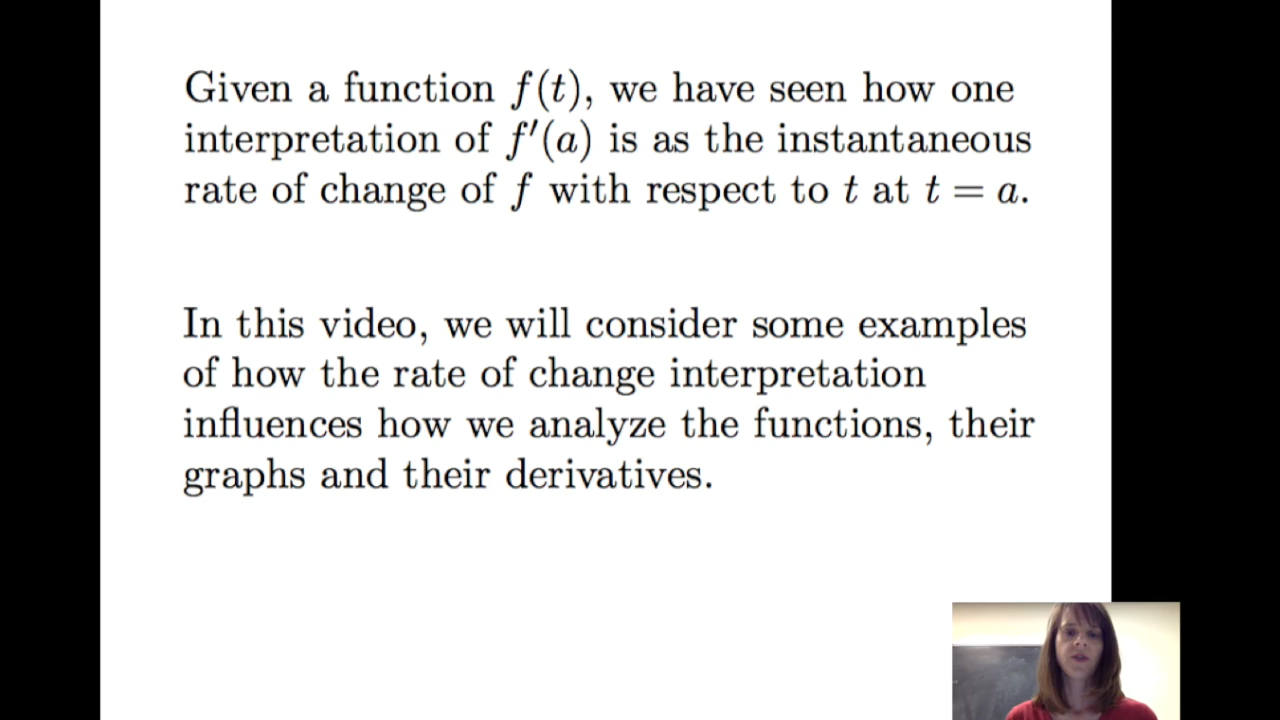 Given a function f(t), we have seen how one
interpretation of f′(a) is as the instantaneous
rate of change of f with respect to t at t = a.
In this video, we will consider some examples
of how the rate of change interpretation
influences how we analyze the functions, their
graphs and their derivatives.